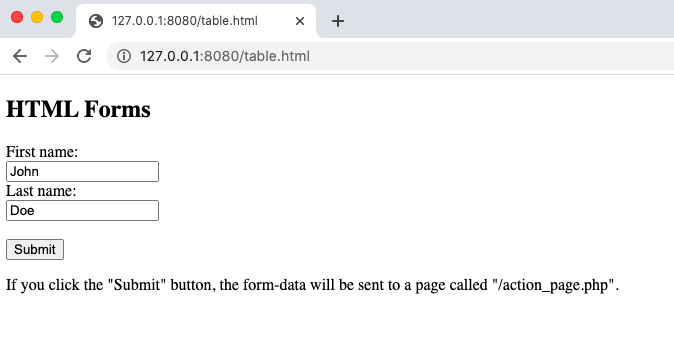 127.0.0.1:8080/table.html
127.0.0.1:8080/table.html
HTML Forms
First name:
John
Last name:
Doe
Submit
If you click the "Submit" button, the form-data will be sent to a page called "/action_page.php".